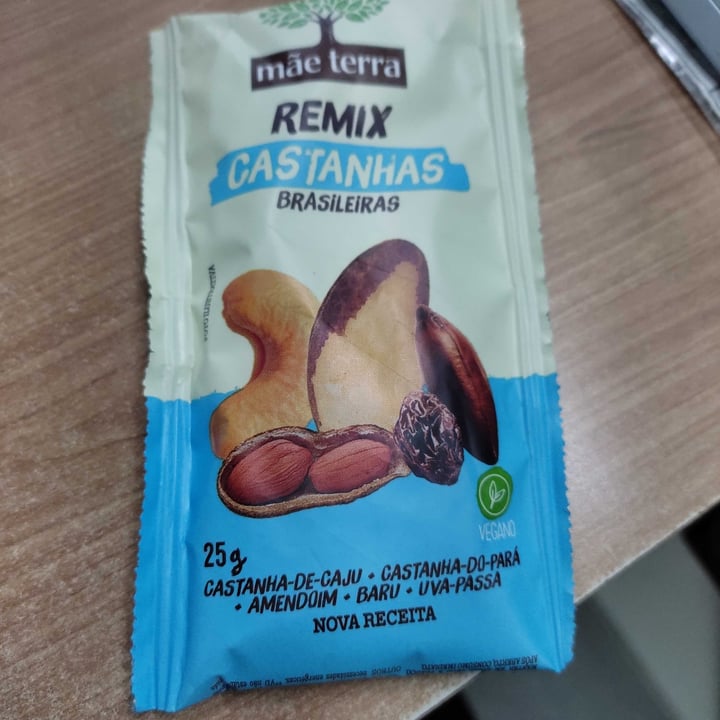 mãe terra
REMIX
CASTANHAS
BRASILEIRAS
VEGANO
25g
CASTANHA-DE-CAJU • CASTANHA-DO-PARÁ
• AMENDOIM • BARU • UVA-PASSA
NOVA RECEITA